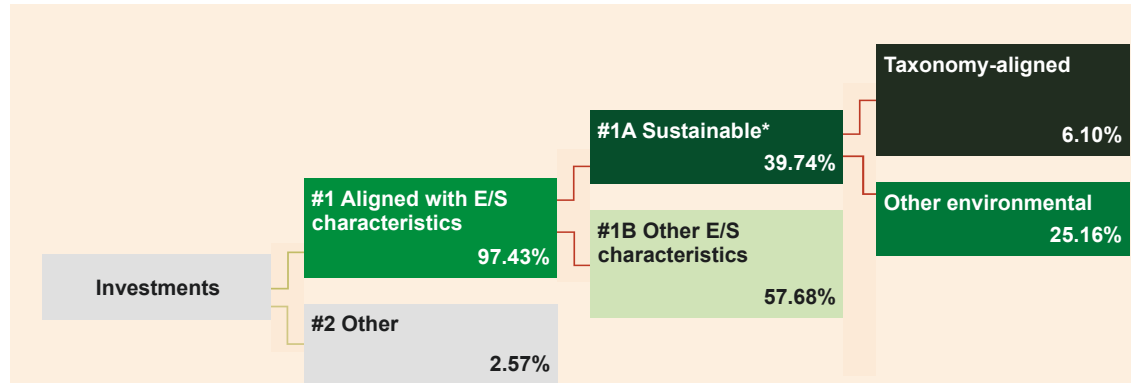 Investments
#1 Aligned with E/S
characteristics
97.43%
#2 Other
2.57%
#1A Sustainable*
39.74%
#1B Other E/S
characteristics
57.68%
Taxonomy-aligned
6.10%
Other environmental
25.16%